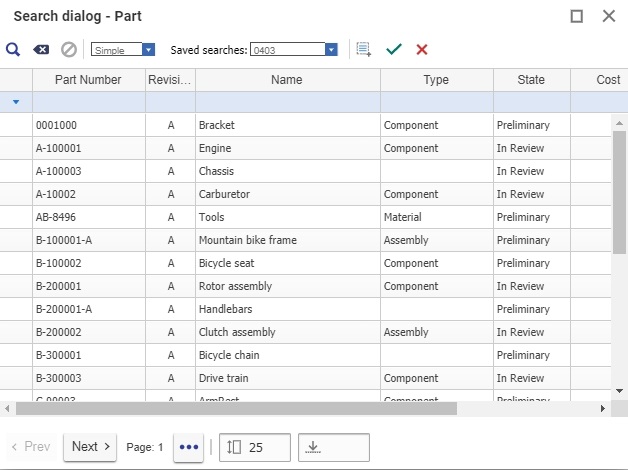 Search dialog - Part
Simple Saved searches: 0403
Part Number Revisi... Name Type State Cost
0001000 A Bracket Component Preliminary
A-100001 A Engine Component In Review
A-100003 A Chassis In Review
A-10002 A Carburetor Component In Review
AB-8496 A Tools Material Preliminary
B-100001-A A Mountain bike frame Assembly Preliminary
B-100002 A Bicycle seat Component Preliminary
B-200001 A Rotor assembly Component In Review
B-200001-A A Handlebars Preliminary
B-200002 A Clutch assembly Assembly In Review
B-300001 A Bicycle chain Preliminary
B-300003 A Drive train Component In Review
C-00003 A ArmRest Component Preliminary
< Prev Next > Page: 1 ••• 25